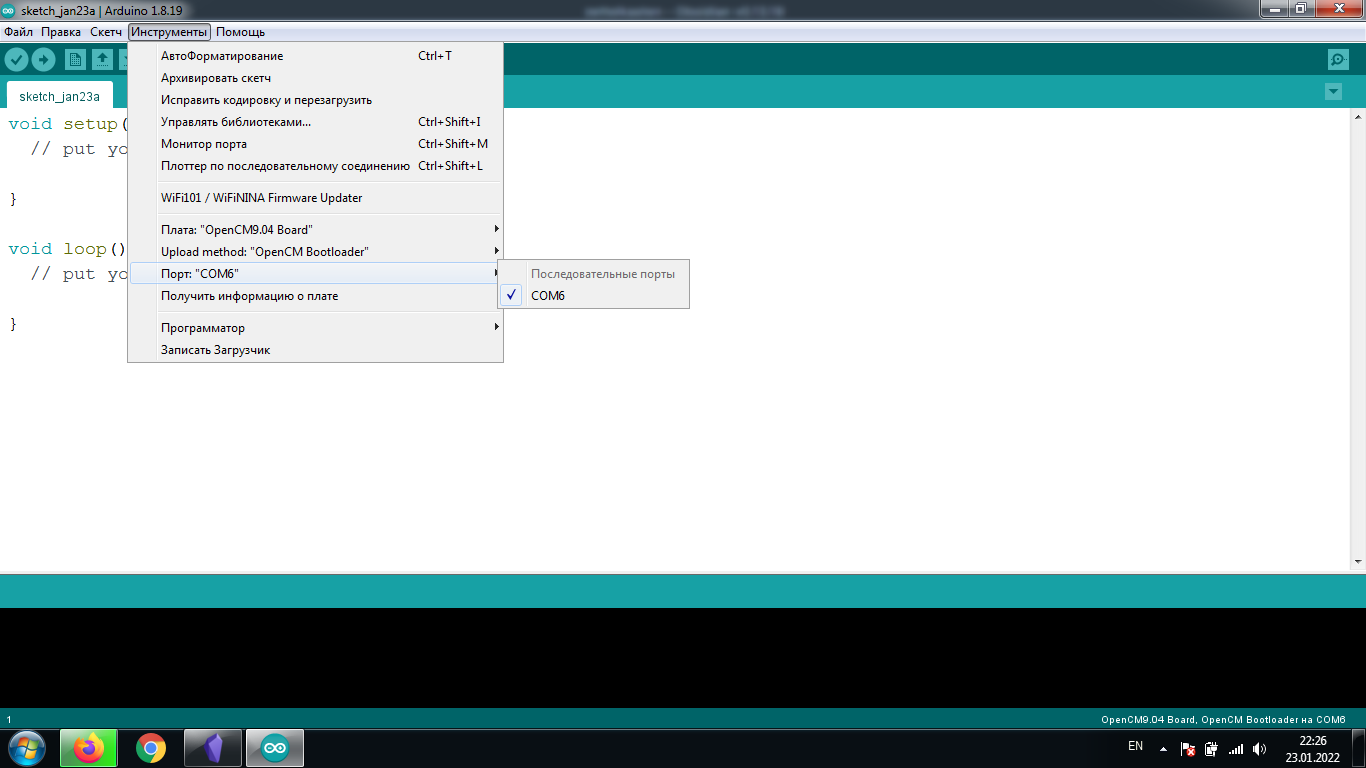 sketch_jan23a | Arduino 1.8.19
Файл Правка Скетч Инструменты Помощь
sketch_jan23a
АвтоФорматирование Ctrl+T
Архивировать скетч
Исправить кодировку и перезагрузить
Управлять библиотеками... Ctrl+Shift+I
Монитор порта Ctrl+Shift+M
Плоттер по последовательному соединению Ctrl+Shift+L
WiFi101 / WiFiNINA Firmware Updater
Плата: "OpenCM9.04 Board"
Upload method: "OpenCM Bootloader"
Порт: "COM6"
Получить информацию о плате
Программатор
Записать Загрузчик
Последовательные порты
COM6
void setup(
// put yo
}
void loop()
// put yo
}
1 OpenCM9.04 Board, OpenCM Bootloader на COM6
EN
22:26
23.01.2022